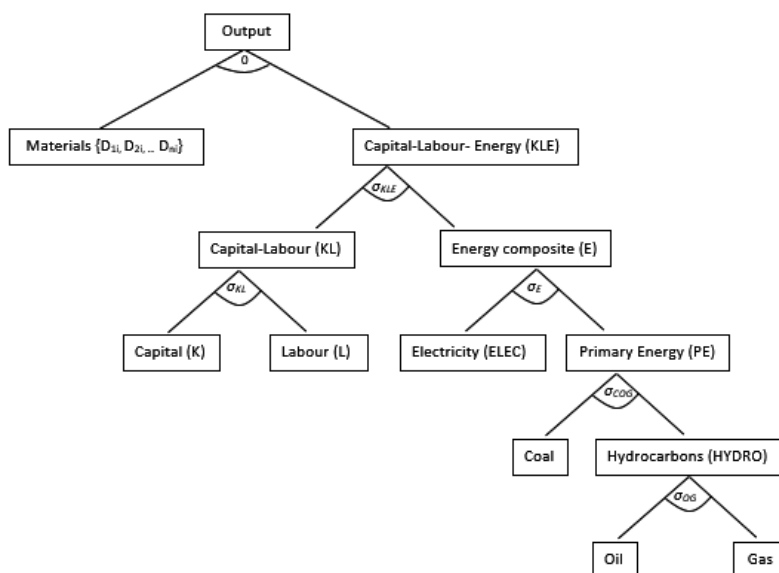 Output
0
Materials {D1i, D2i, .. Dni}
Capital-Labour- Energy (KLE)
σKLE
Capital-Labour (KL)
Energy composite (E)
σKL
σE
Capital (K)
Labour (L)
Electricity (ELEC)
Primary Energy (PE)
σCOG
Coal
Hydrocarbons (HYDRO)
σOG
Oil
Gas